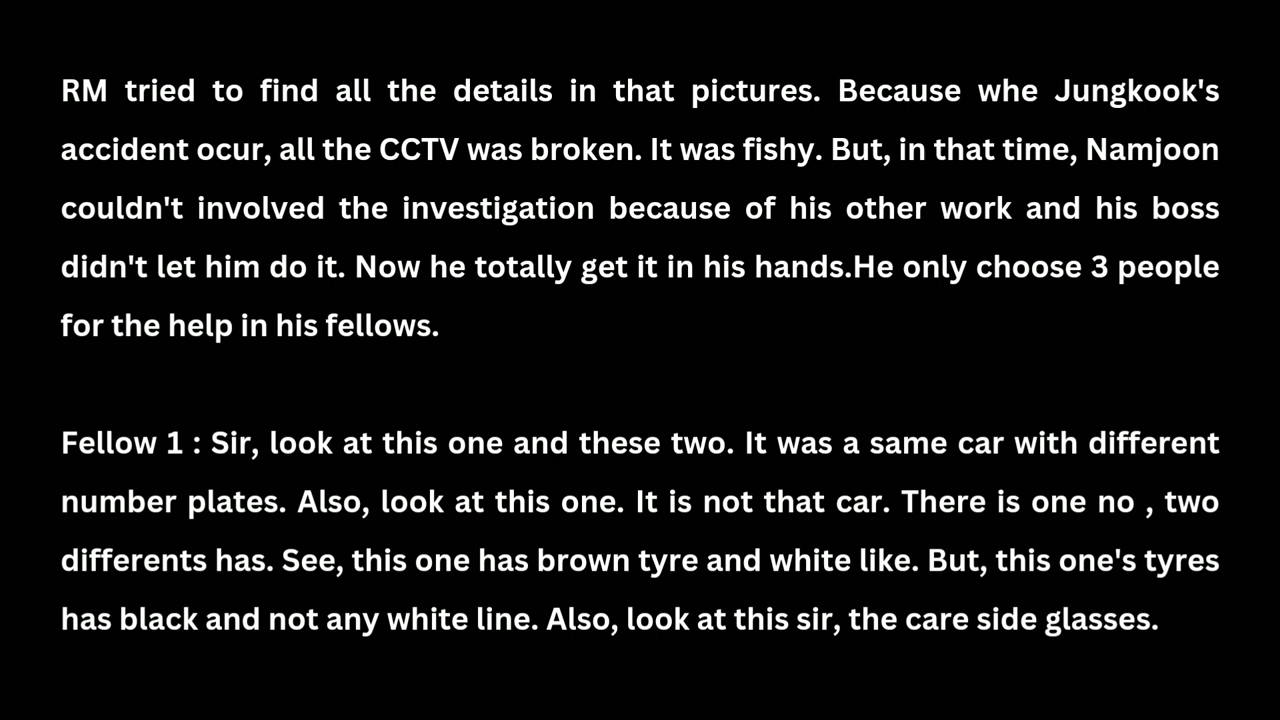 RM tried to find all the details in that pictures. Because whe Jungkook's
accident ocur, all the CCTV was broken. It was fishy. But, in that time, Namjoon
couldn't involved the investigation because of his other work and his boss
didn't let him do it. Now he totally get it in his hands.He only choose 3 people
for the help in his fellows.
Fellow 1 : Sir, look at this one and these two. It was a same car with different
number plates. Also, look at this one. It is not that car. There is one no , two
differents has. See, this one has brown tyre and white like. But, this one's tyres
has black and not any white line. Also, look at this sir, the care side glasses.